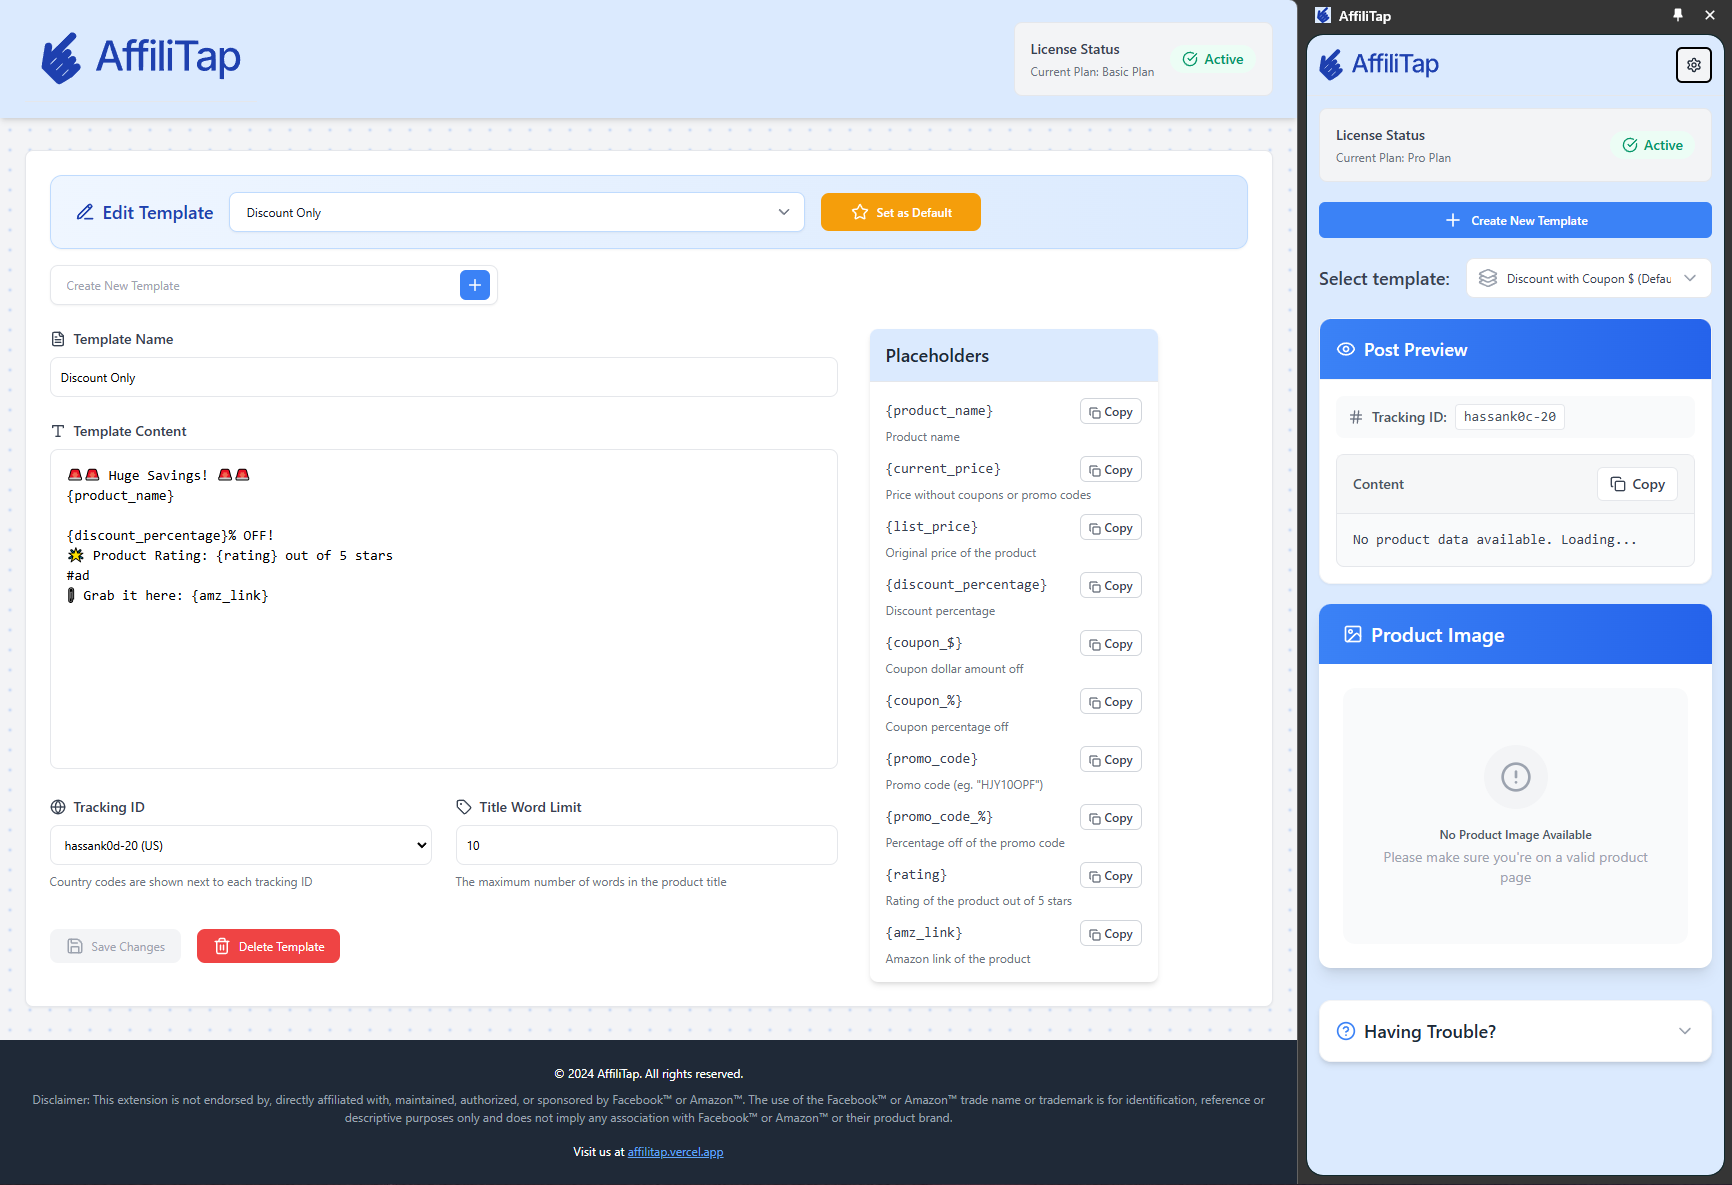 AffiliTap
License Status
Current Plan: Basic Plan
Active
Edit Template
Discount Only
Set as Default
Create New Template
Template Name
Discount Only
Template Content
🚨🚨 Huge Savings! 🚨🚨
{product_name}
{discount_percentage}% OFF!
🌟 Product Rating: {rating} out of 5 stars
#ad
Grab it here: {amz_link}
Tracking ID
hassank0d-20 (US)
Country codes are shown next to each tracking ID
Title Word Limit
10
The maximum number of words in the product title
Save Changes
Delete Template
Placeholders
{product_name}
Copy
Product name
{current_price}
Copy
Price without coupons or promo codes
{list_price}
Copy
Original price of the product
{discount_percentage}
Copy
Discount percentage
{coupon_$}
Copy
Coupon dollar amount off
{coupon_%}
Copy
Coupon percentage off
{promo_code}
Copy
Promo code (eg. "HJY10OPF")
{promo_code_%}
Copy
Percentage off of the promo code
{rating}
Copy
Rating of the product out of 5 stars
{amz_link}
Copy
Amazon link of the product
© 2024 AffiliTap. All rights reserved.
Disclaimer: This extension is not endorsed by, directly affiliated with, maintained, authorized, or sponsored by Facebook™ or Amazon™. The use of the Facebook™ or Amazon™ trade name or trademark is for identification, reference or
descriptive purposes only and does not imply any association with Facebook™ or Amazon™ or their product brand.
Visit us at affilitap.vercel.app
AffiliTap
AffiliTap
License Status
Current Plan: Pro Plan
Active
Create New Template
Select template:
Discount with Coupon $ (Defau
Post Preview
Tracking ID:
hassank0c-20
Content
Copy
No product data available. Loading...
Product Image
No Product Image Available
Please make sure you're on a valid product
page
Having Trouble?